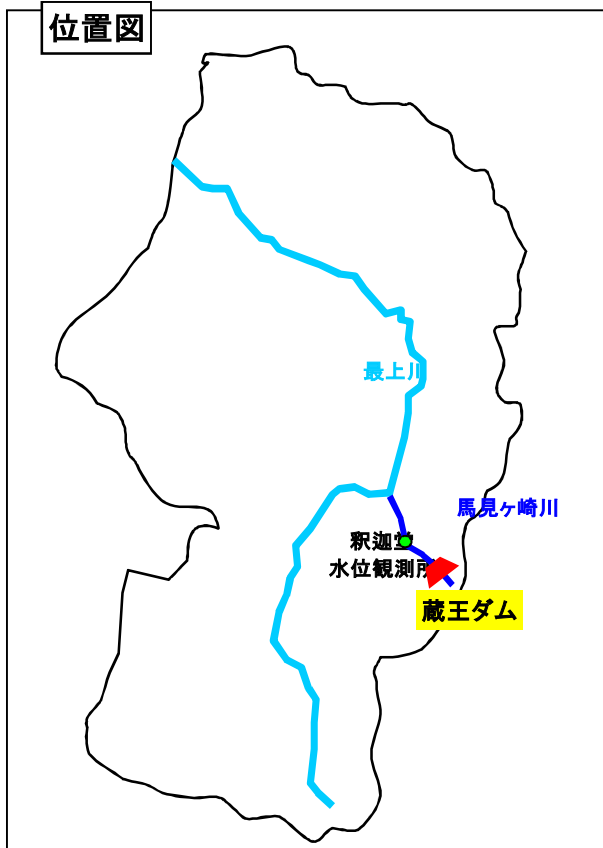 位置図
最上川
馬見ヶ崎川
釈迦堂
水位観測所
蔵王ダム